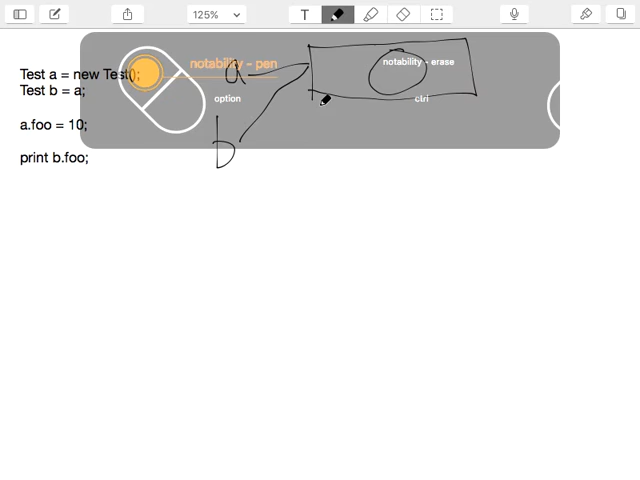 125%
T
notability - pen
notability - erase
Test a = new Test();
a
Test b = a;
option
ctrl
a.foo = 10;
b
print b.foo;